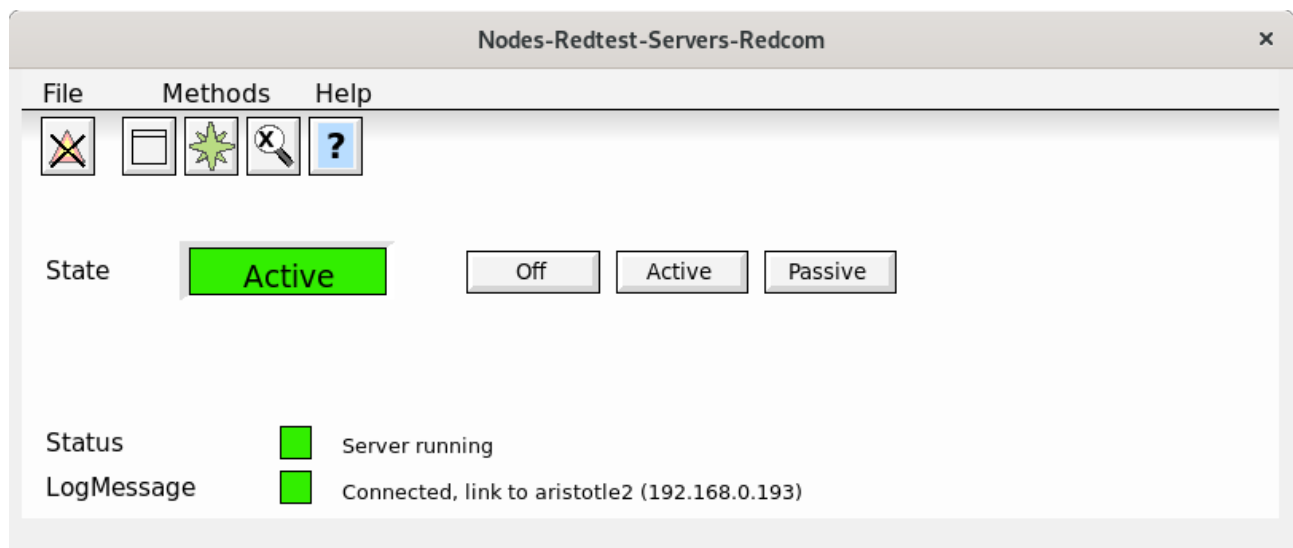 Nodes-Redtest-Servers-Redcom ×
File Methods Help
X ?
State Active Off Active Passive
Status Server running
LogMessage Connected, link to aristotle2 (192.168.0.193)